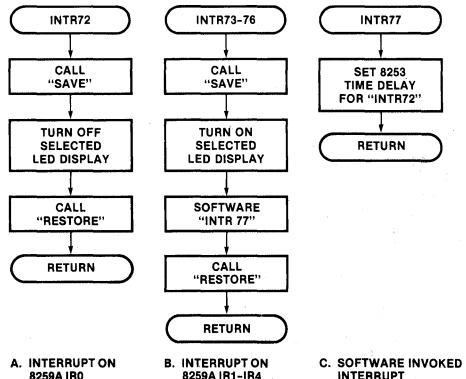 INTR72
CALL
"SAVE"
TURN OFF
SELECTED
LED DISPLAY
CALL
"RESTORE"
RETURN
A. INTERRUPT ON
8259A IR0
INTR73-76
CALL
"SAVE"
TURN ON
SELECTED
LED DISPLAY
SOFTWARE
"INTR 77"
CALL
"RESTORE"
RETURN
B. INTERRUPT ON
8259A IR1-IR4
INTR77
SET 8253
TIME DELAY
FOR "INTR72"
RETURN
C. SOFTWARE INVOKED
INTERRUPT